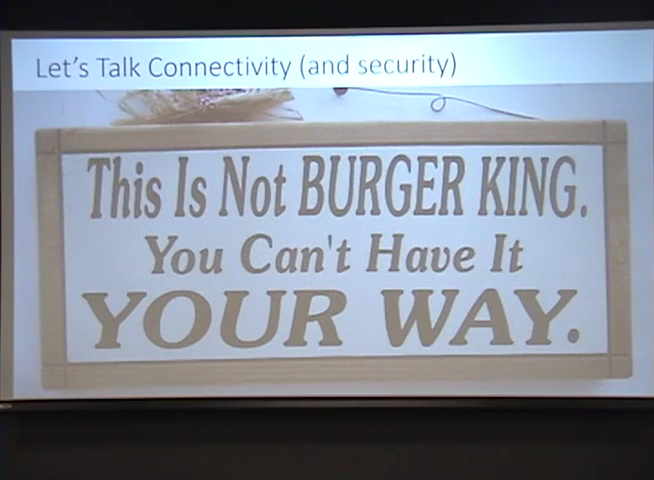 Let's Talk Connectivity (and security)
This Is Not BURGER KING.
You Can't Have It
YOUR WAY.